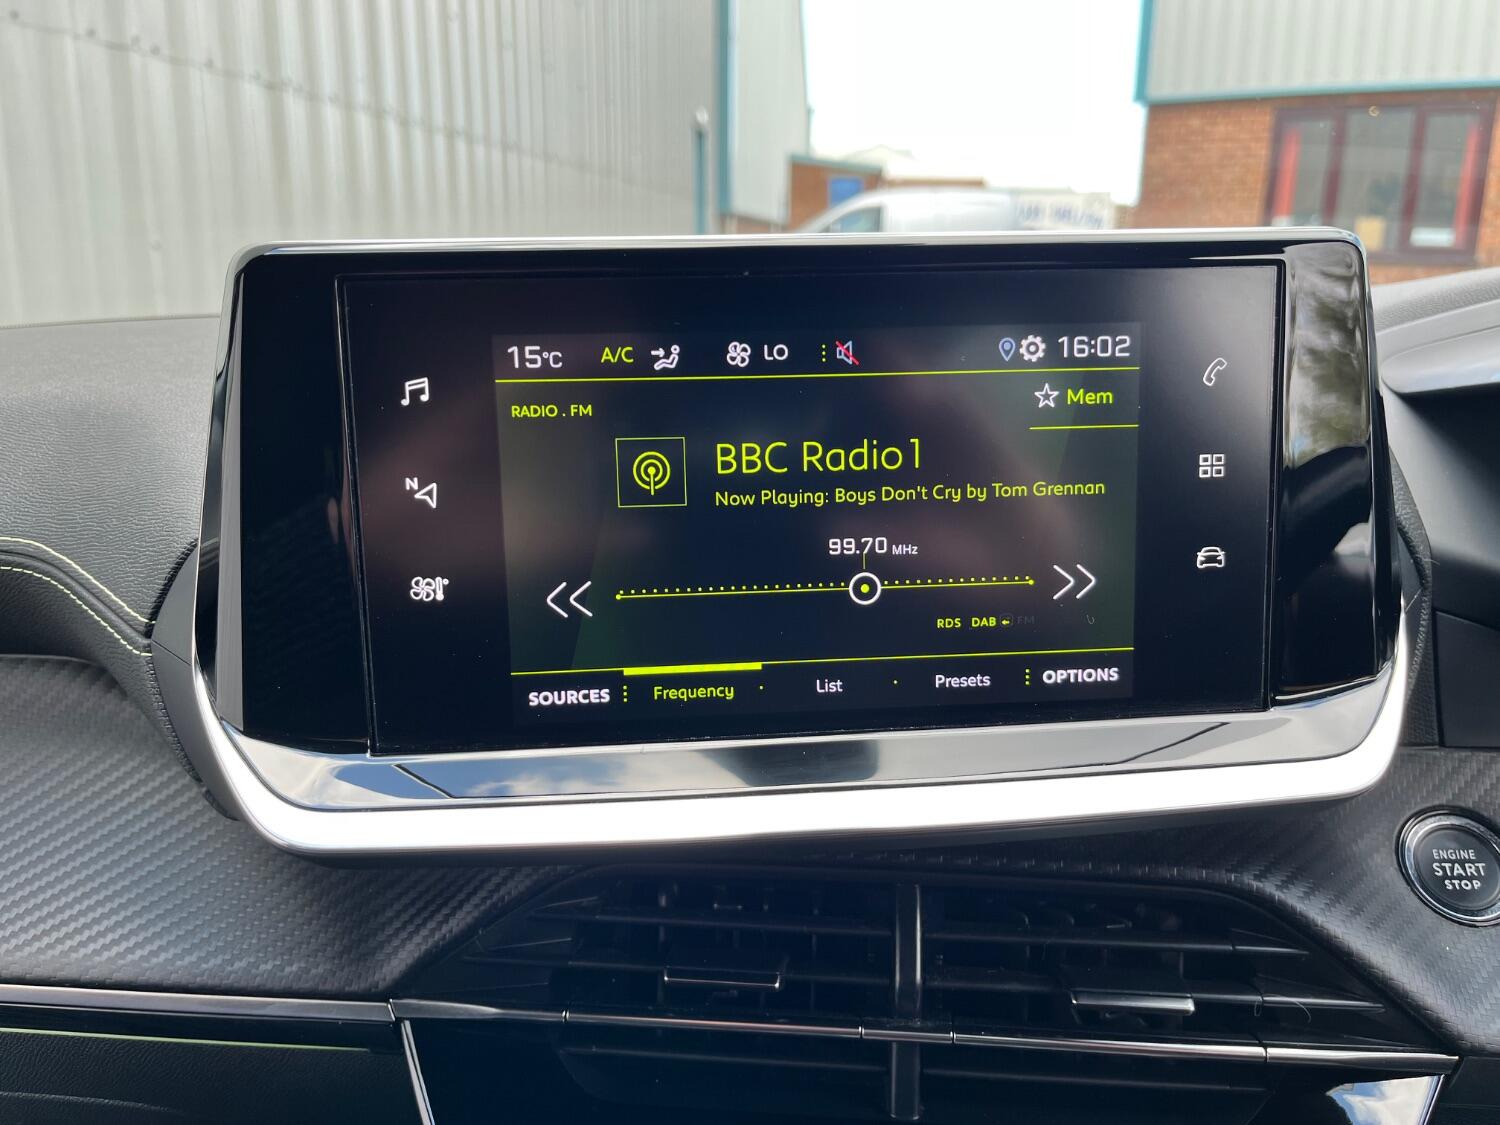 15°C A/C LO 16:02
RADIO . FM
Mem
BBC Radio 1
Now Playing: Boys Don't Cry by Tom Grennan
99.70 MHz
N
RDS DAB FM
SOURCES Frequency List Presets OPTIONS
ENGINE
START
STOP